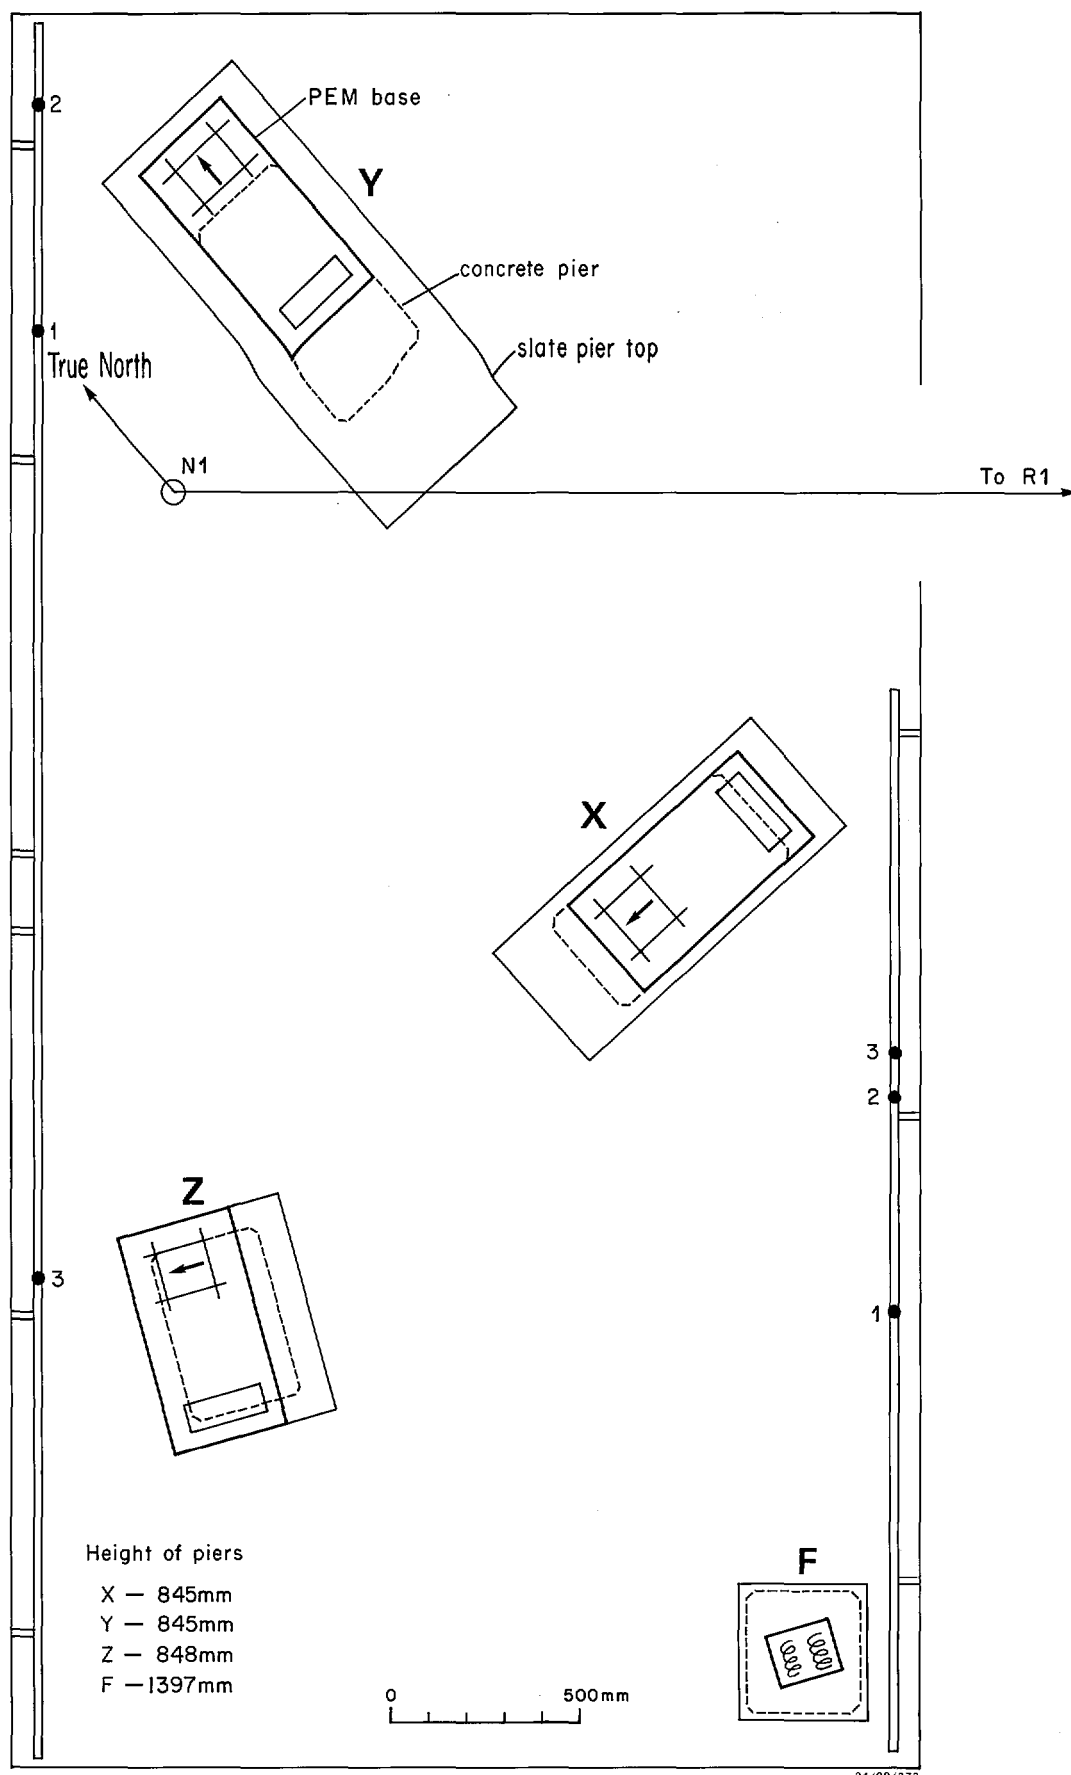 2
PEM base
Y
concrete pier
1
slate pier top
True North
N1
To R1
X
3
2
Z
3
1
Height of piers
X — 845mm
Y — 845mm
Z — 848mm
F —1397mm
F
0 500mm